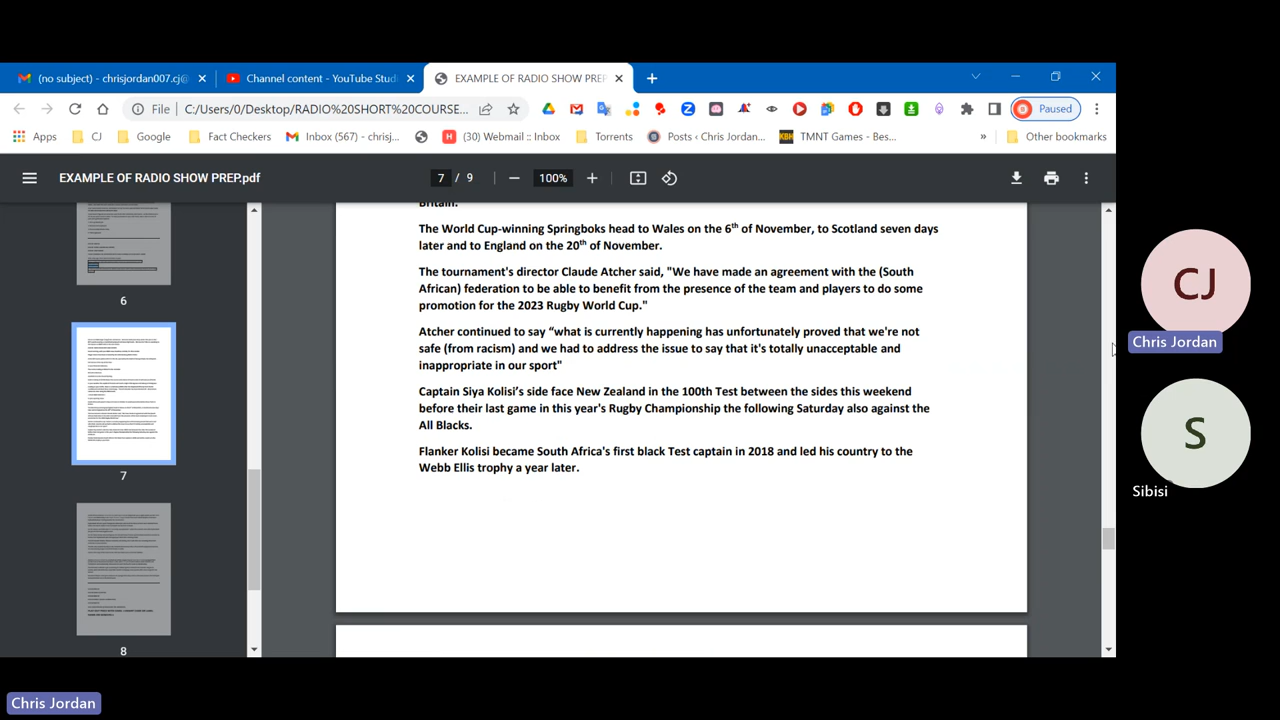 (no subject) - chrisjordan007.cj@
Channel content - YouTube Stud
EXAMPLE OF RADIO SHOW PREP
File C:/Users/0/Desktop/RADIO%20SHORT%20COURSE...
Paused
Apps
CJ
Google
Fact Checkers
Inbox (567) - chrisj...
(30) Webmail :: Inbox
Torrents
Posts ‹ Chris Jordan...
KBH
TMNT Games - Bes...
»
Other bookmarks
EXAMPLE OF RADIO SHOW PREP.pdf
7 / 9
100%
6
7
8
Britain.
The World Cup-winning Springboks head to Wales on the 6th of November, to Scotland seven days
later and to England on the 20th of November.
The tournament's director Claude Atcher said, "We have made an agreement with the (South
African) federation to be able to benefit from the presence of the team and players to do some
promotion for the 2023 Rugby World Cup."
Atcher continued to say “what is currently happening has unfortunately proved that we're not
safe (from racism) and we had to address the issue to say that it's totally unacceptable and
inappropriate in our sport"
Captain Siya Kolisi’s side face New Zealand in the 100th Test between the sides this weekend
before their last game in this year's Rugby Championship the following Saturday also against the
All Blacks.
Flanker Kolisi became South Africa's first black Test captain in 2018 and led his country to the
Webb Ellis trophy a year later.
CJ
Chris Jordan
S
Sibisi
Chris Jordan